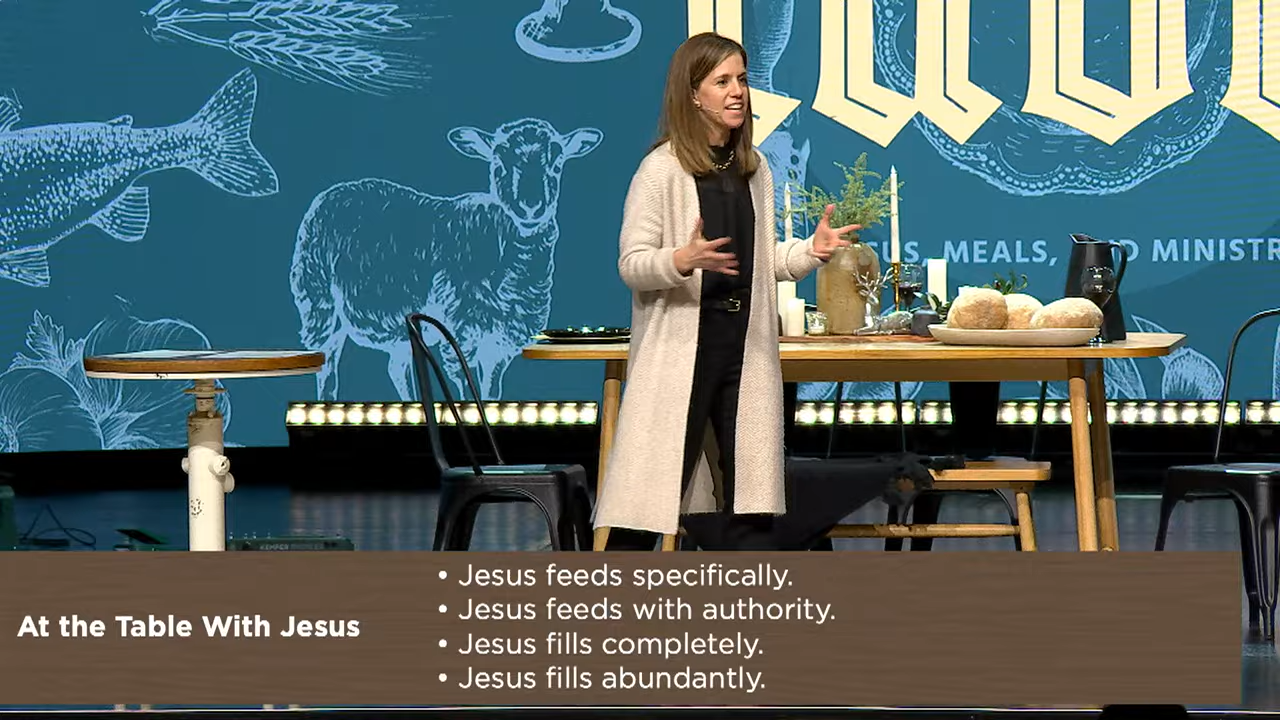 SUS, MEALS, ND MINISTR
At the Table With Jesus
• Jesus feeds specifically.
• Jesus feeds with authority.
• Jesus fills completely.
• Jesus fills abundantly.